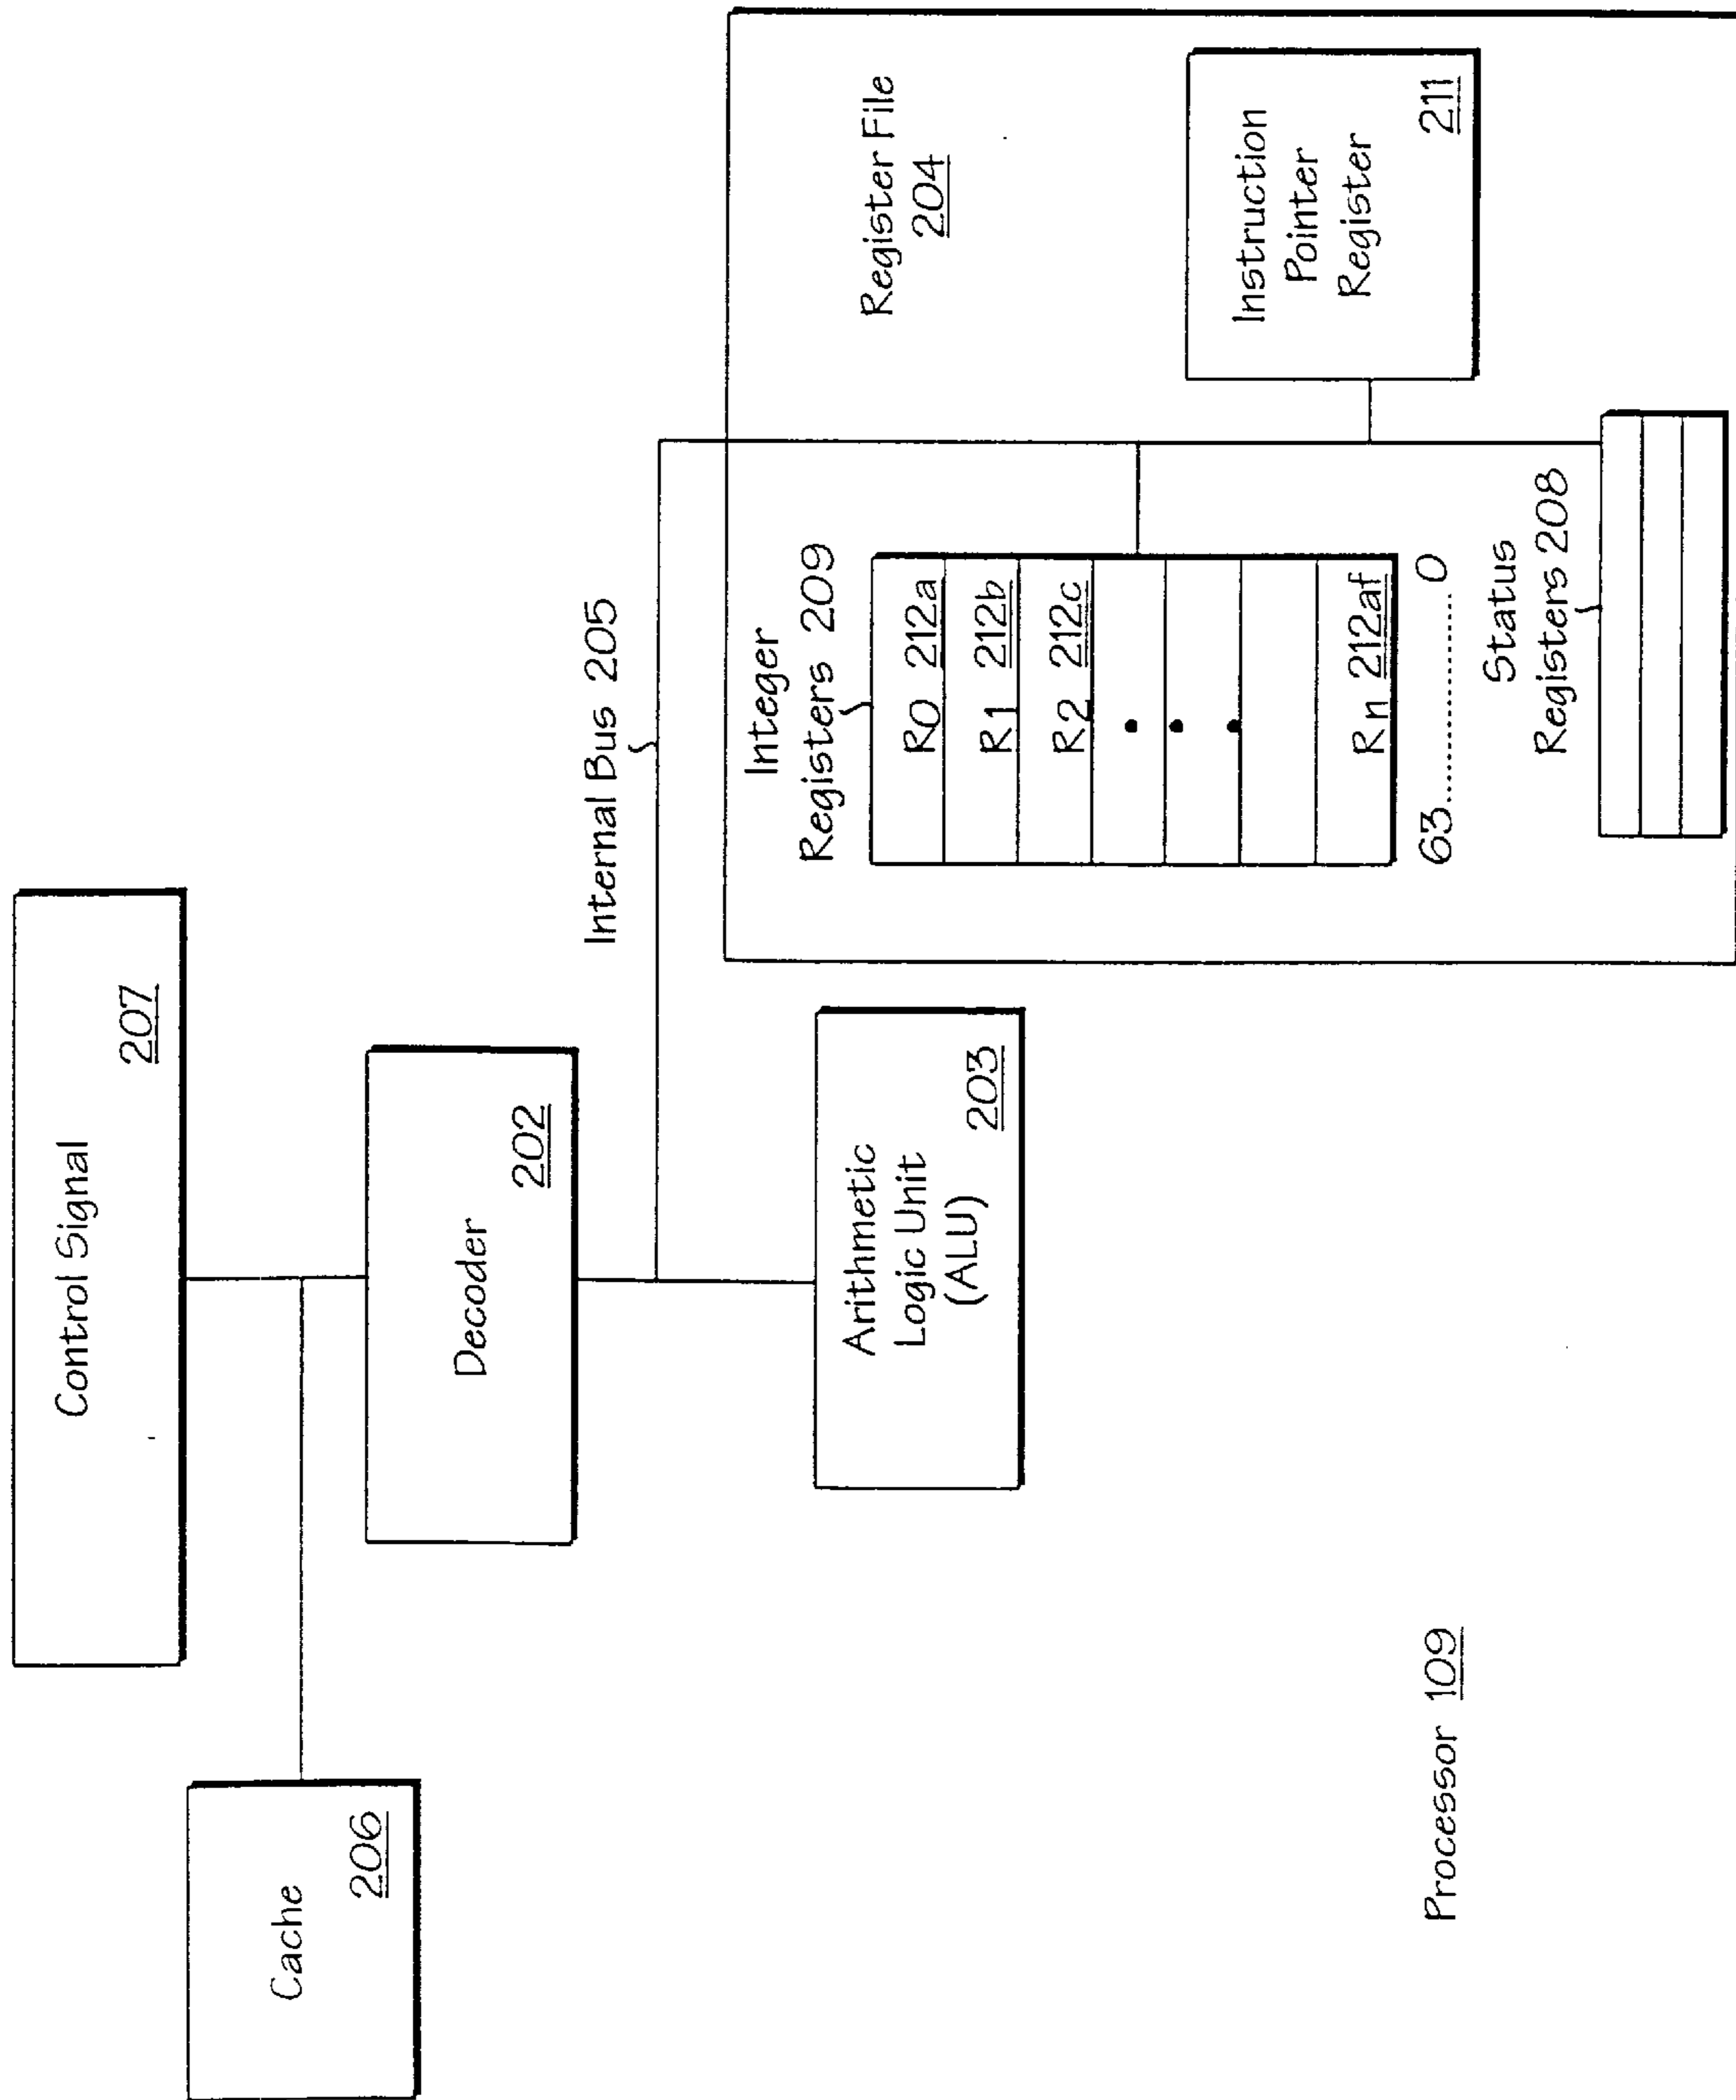 Control Signal
207
Cache
206
Decoder
202
Internal Bus 205
Arithmetic
Logic Unit
(ALU)
203
Register File
204
Integer
Registers 209
R0 212a
R1 212b
R2 212c
Rn 212af
63..............0
Instruction
Pointer
Register
211
Status
Registers 208
Processor 109